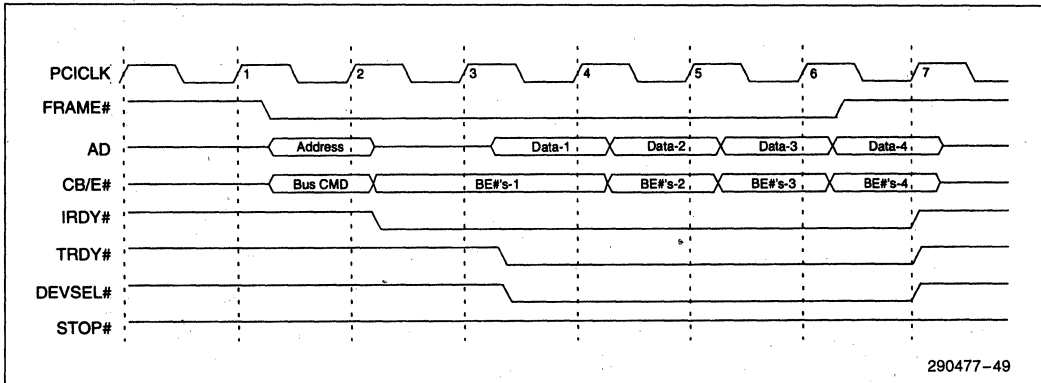 PCICLK 1 2 3 4 5 6 7
FRAME#
AD Address Data-1 Data-2 Data-3 Data-4
CB/E# Bus CMD BE#'s-1 BE#'s-2 BE#'s-3 BE#'s-4
IRDY#
TRDY#
DEVSEL#
STOP#
290477-49